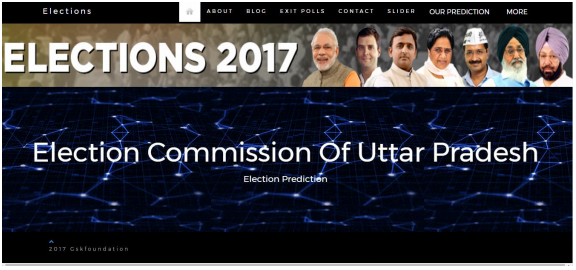 Elections
ABOUT BLOG EXIT POLLS CONTACT SLIDER OUR PREDICTION MORE
ELECTIONS 2017
Election Commission Of Uttar Pradesh
Election Prediction
2017 Gskfoundation